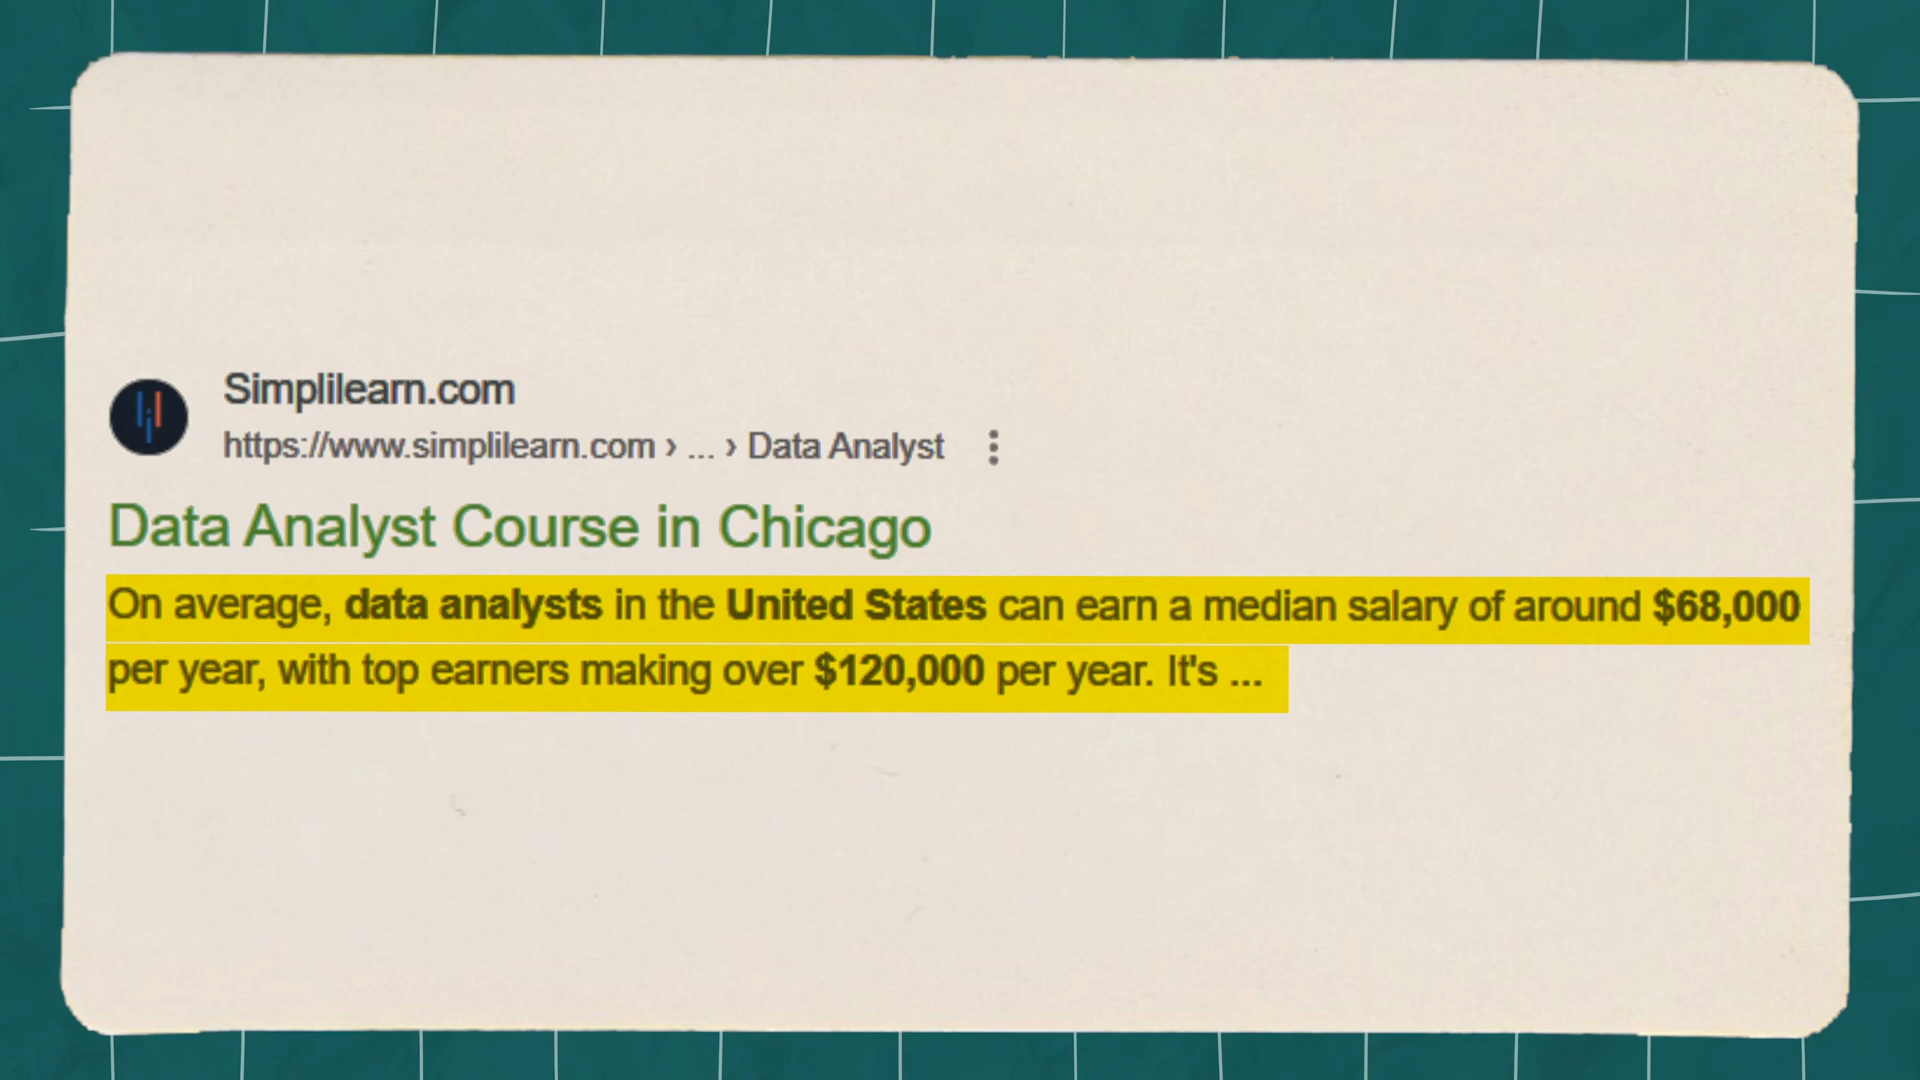 Simplilearn.com
https://www.simplilearn.com › ... › Data Analyst
Data Analyst Course in Chicago
On average, data analysts in the United States can earn a median salary of around $68,000
per year, with top earners making over $120,000 per year. It's ...